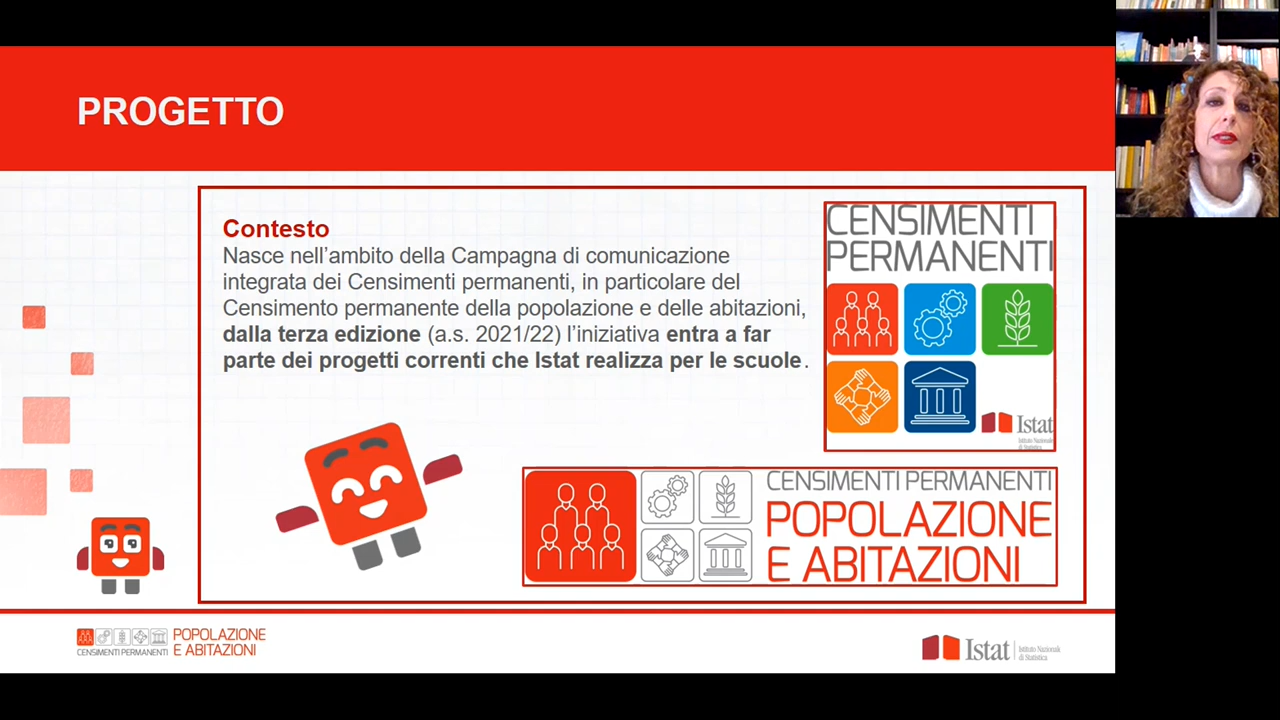 PROGETTO
Contesto
Nasce nell'ambito della Campagna di comunicazione
integrata dei Censimenti permanenti, in particolare del
Censimento permanente della popolazione e delle abitazioni,
dalla terza edizione (a.s. 2021/22) l'iniziativa entra a far
parte dei progetti correnti che Istat realizza per le scuole.
CENSIMENTI
PERMANENTI
Istat
Istituto Nazionale
di Statistica
CENSIMENTI PERMANENTI
POPOLAZIONE
E ABITAZIONI
CENSIMENTI PERMANENTI
POPOLAZIONE
E ABITAZIONI
Istat
Istituto Nazionale
di Statistica